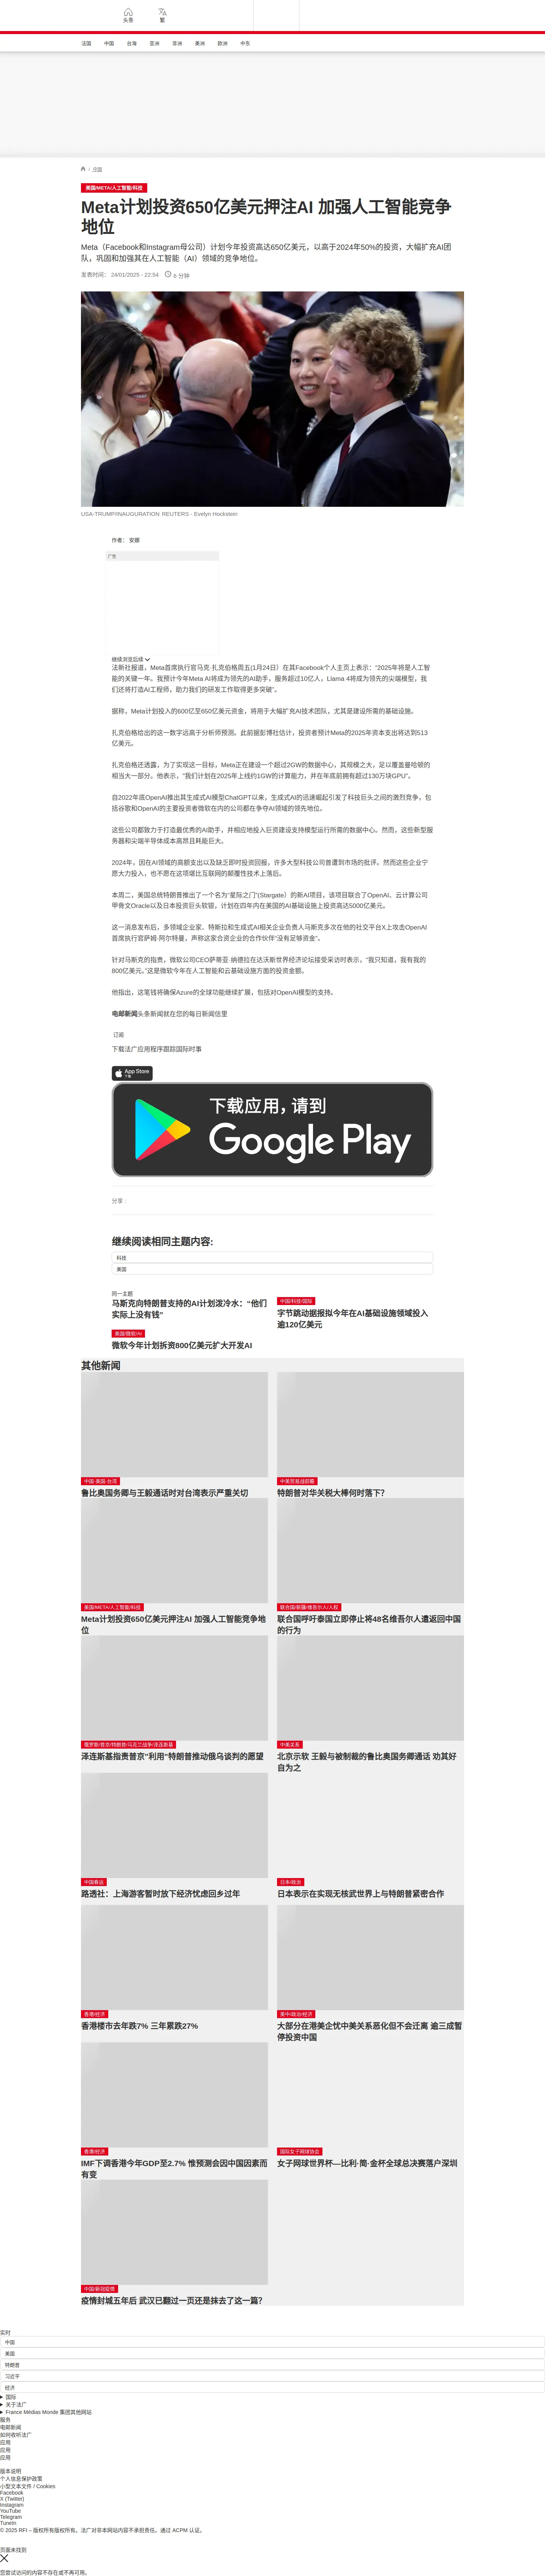 头条
繁
法国
中国
台海
亚洲
非洲
美洲
欧洲
中东
/ 中国
美国/META/人工智能/科技
Meta计划投资650亿美元押注AI 加强人工智能竞争
地位
Meta（Facebook和Instagram母公司）计划今年投资高达650亿美元，以高于2024年50%的投资，大幅扩充AI团
队，巩固和加强其在人工智能（AI）领域的竞争地位。
发表时间： 24/01/2025 - 22:54
6 分钟
USA-TRUMP/INAUGURATION REUTERS - Evelyn Hockstein
作者： 安娜
广告
继续浏览后续
法新社报道，Meta首席执行官马克·扎克伯格周五(1月24日）在其Facebook个人主页上表示：“2025年将是人工智
能的关键一年。我预计今年Meta AI将成为领先的AI助手，服务超过10亿人，Llama 4将成为领先的尖端模型，我
们还将打造AI工程师，助力我们的研发工作取得更多突破”。
据称，Meta计划投入的600亿至650亿美元资金，将用于大幅扩充AI技术团队，尤其是建设所需的基础设施。
扎克伯格给出的这一数字远高于分析师预测。此前据彭博社估计，投资者预计Meta的2025年资本支出将达到513
亿美元。
扎克伯格还透露，为了实现这一目标，Meta正在建设一个超过2GW的数据中心，其规模之大，足以覆盖曼哈顿的
相当大一部分。他表示，“我们计划在2025年上线约1GW的计算能力，并在年底前拥有超过130万块GPU”。
自2022年底OpenAI推出其生成式AI模型ChatGPT以来，生成式AI的迅速崛起引发了科技巨头之间的激烈竞争，包
括谷歌和OpenAI的主要投资者微软在内的公司都在争夺AI领域的领先地位。
这些公司都致力于打造最优秀的AI助手，并相应地投入巨资建设支持模型运行所需的数据中心。然而，这些新型服
务器和尖端半导体成本高昂且耗能巨大。
2024年，因在AI领域的高额支出以及缺乏即时投资回报，许多大型科技公司曾遭到市场的批评。然而这些企业宁
愿大力投入，也不愿在这项堪比互联网的颠覆性技术上落后。
本周二，美国总统特朗普推出了一个名为“星际之门”(Stargate）的新AI项目，该项目联合了OpenAI、云计算公司
甲骨文Oracle以及日本投资巨头软银，计划在四年内在美国的AI基础设施上投资高达5000亿美元。
这一消息发布后，多领域企业家、特斯拉和生成式AI相关企业负责人马斯克多次在他的社交平台X上攻击OpenAI
首席执行官萨姆·阿尔特曼，声称这家合资企业的合作伙伴“没有足够资金”。
针对马斯克的指责，微软公司CEO萨蒂亚·纳德拉在达沃斯世界经济论坛接受采访时表示，“我只知道，我有我的
800亿美元，”这是微软今年在人工智能和云基础设施方面的投资金额。
他指出，这笔钱将确保Azure的全球功能继续扩展，包括对OpenAI模型的支持。
电邮新闻头条新闻就在您的每日新闻信里
订阅
下载法广应用程序跟踪国际时事
App Store
下载
下载应用，请到
Google Play
分享 :
继续阅读相同主题内容:
科技
美国
同一主题
马斯克向特朗普支持的AI计划泼冷水：“他们
实际上没有钱”
中国/科技/国际
字节跳动据报拟今年在AI基础设施领域投入
逾120亿美元
美国/微软/AI
微软今年计划拆资800亿美元扩大开发AI
其他新闻
中国·美国·台湾
鲁比奥国务卿与王毅通话时对台湾表示严重关切
中美贸易战前瞻
特朗普对华关税大棒何时落下?
美国/META/人工智能/科技
Meta计划投资650亿美元押注AI 加强人工智能竞争地
位
联合国/新疆/维吾尔人/人权
联合国呼吁泰国立即停止将48名维吾尔人遣返回中国
的行为
俄罗斯/普京/特朗普/乌克兰战争/泽连斯基
泽连斯基指责普京"利用"特朗普推动俄乌谈判的愿望
中美关系
北京示软 王毅与被制裁的鲁比奥国务卿通话 劝其好
自为之
中国春运
路透社：上海游客暂时放下经济忧虑回乡过年
日本/政治
日本表示在实现无核武世界上与特朗普紧密合作
香港/经济
香港楼市去年跌7% 三年累跌27%
美中/政治/经济
大部分在港美企忧中美关系恶化但不会迁离 逾三成暂
停投资中国
香港/经济
IMF下调香港今年GDP至2.7% 惟预测会因中国因素而
有变
国际女子网球协会
女子网球世界杯—比利·简·金杯全球总决赛落户深圳
中国/新冠疫情
疫情封城五年后 武汉已翻过一页还是抹去了这一篇?
实时
中国
美国
特朗普
习近平
经济
国际
关于法广
France Médias Monde 集团其他网站
服务
电邮新闻
如何收听法广
应用
应用
应用
版本说明
个人信息保护政策
小型文本文件 / Cookies
Facebook
X (Twitter)
Instagram
YouTube
Telegram
TuneIn
© 2025 RFI – 版权所有版权所有。法广对非本网站内容不承担责任。通过 ACPM 认证。
页面未找到
您尝试访问的内容不存在或不再可用。